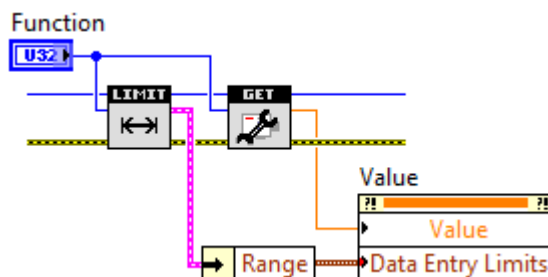 Function
U32
LIMIT
GET
Value
?! ?!
Value
Range
Data Entry Limits